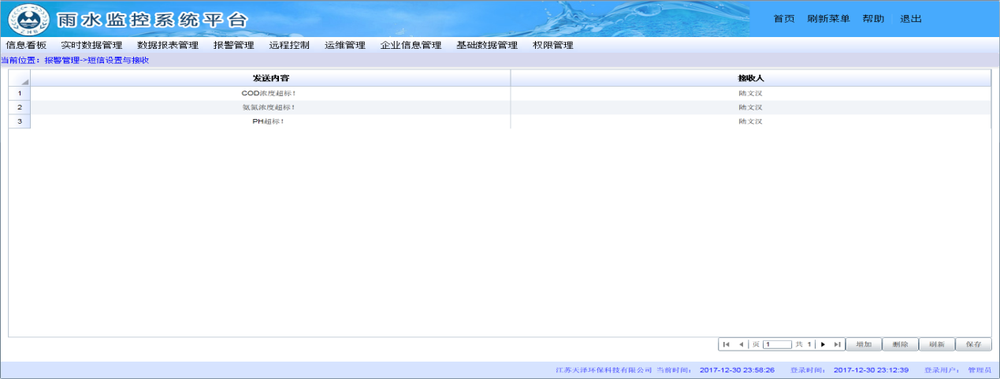 雨水监控系统平台 首页 刷新菜单 帮助 退出
ZHB
信息看板 实时数据管理 数据报表管理 报警管理 远程控制 运维管理 企业信息管理 基础数据管理 权限管理
当前位置：报警管理->短信设置与接收
发送内容 接收人
1 COD浓度超标！ 陆文汉
2 氨氮浓度超标！ 陆文汉
3 PH超标！ 陆文汉
页 1 共 1 增加 删除 刷新 保存
江苏天泽环保科技有限公司 当前时间： 2017-12-30 23:58:26 登录时间： 2017-12-30 23:12:39 登录用户： 管理员